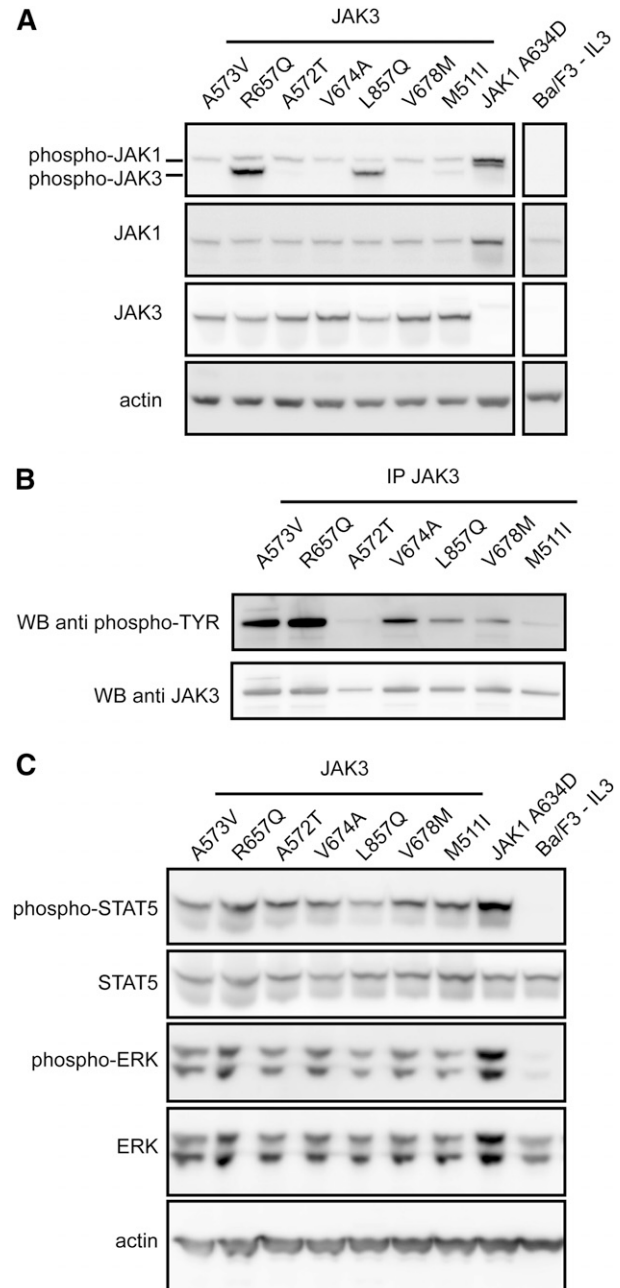 A
JAK3
A573V R657Q A572T V674A L857Q V678M M511I JAK1 A634D Ba/F3 - IL3
phospho-JAK1
phospho-JAK3
JAK1
JAK3
actin
B
IP JAK3
A573V R657Q A572T V674A L857Q V678M M511I
WB anti phospho-TYR
WB anti JAK3
C
JAK3
A573V R657Q A572T V674A L857Q V678M M511I JAK1 A634D Ba/F3 - IL3
phospho-STAT5
STAT5
phospho-ERK
ERK
actin